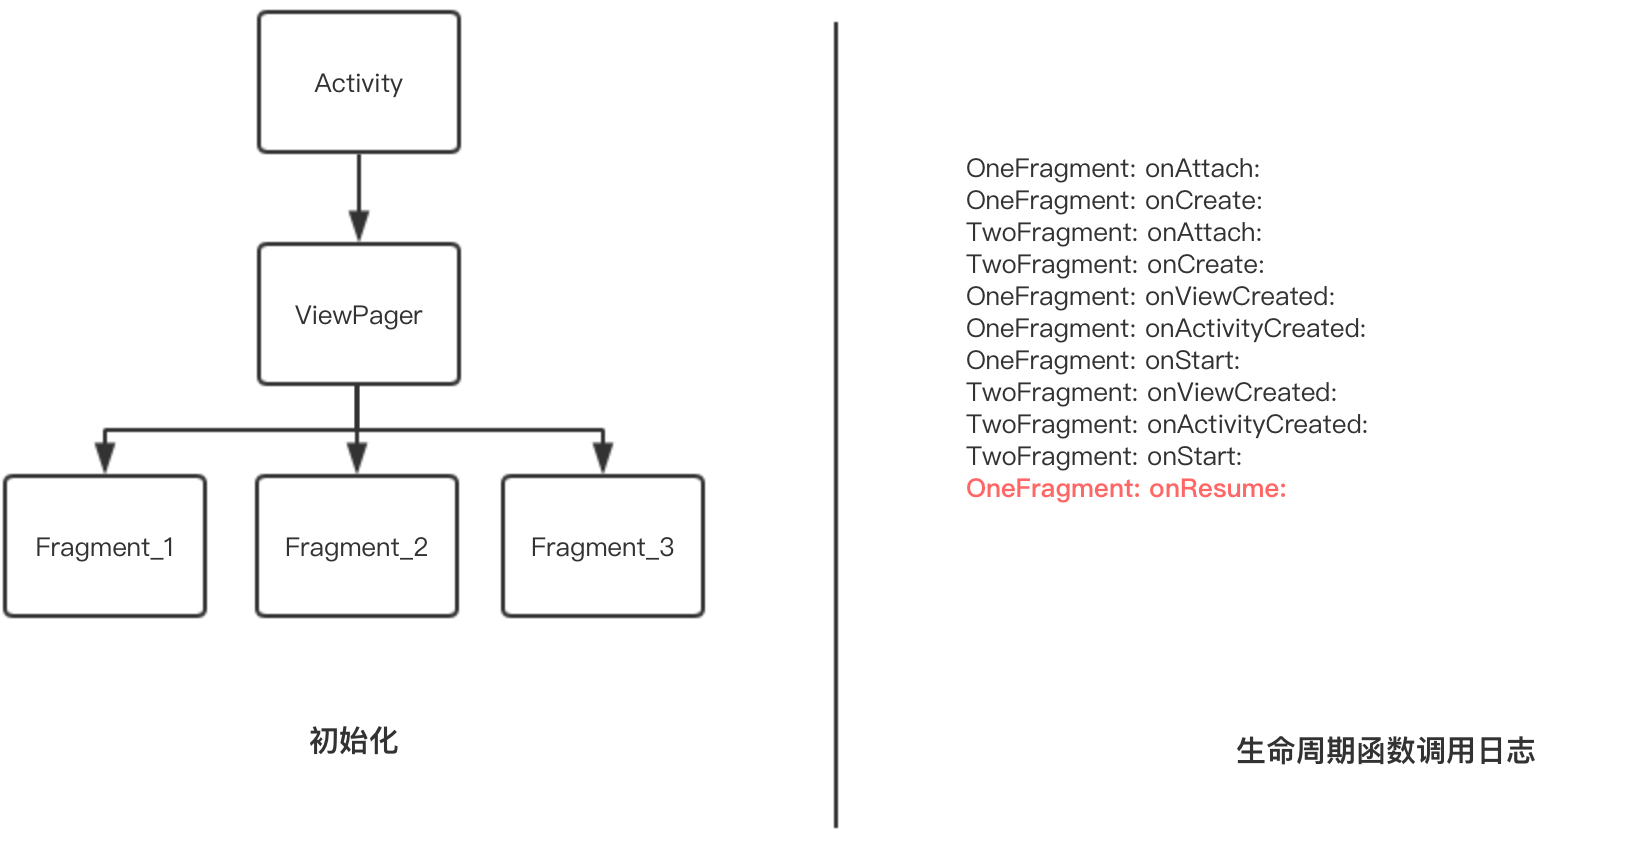 Activity
ViewPager
Fragment_1
Fragment_2
Fragment_3
初始化
OneFragment: onAttach:
OneFragment: onCreate:
TwoFragment: onAttach:
TwoFragment: onCreate:
OneFragment: onViewCreated:
OneFragment: onActivityCreated:
OneFragment: onStart:
TwoFragment: onViewCreated:
TwoFragment: onActivityCreated:
TwoFragment: onStart:
OneFragment: onResume:
生命周期函数调用日志